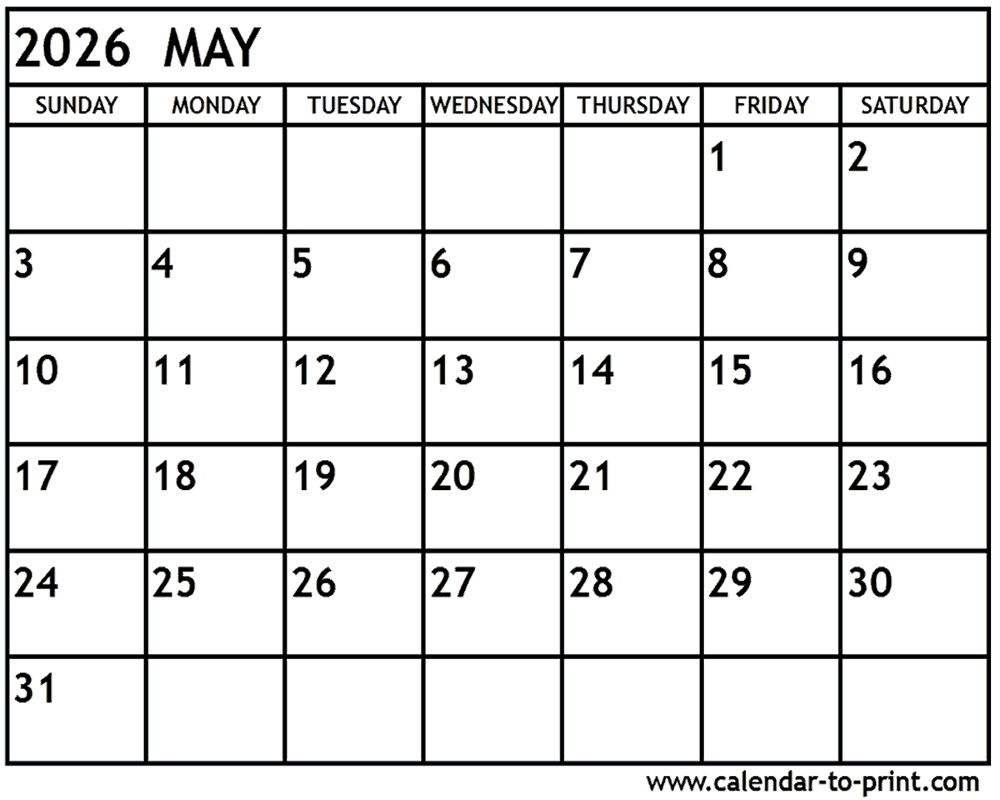 2026 MAY
SUNDAY MONDAY TUESDAY WEDNESDAY THURSDAY FRIDAY SATURDAY
1 2
3 4 5 6 7 8 9
10 11 12 13 14 15 16
17 18 19 20 21 22 23
24 25 26 27 28 29 30
31
www.calendar-to-print.com